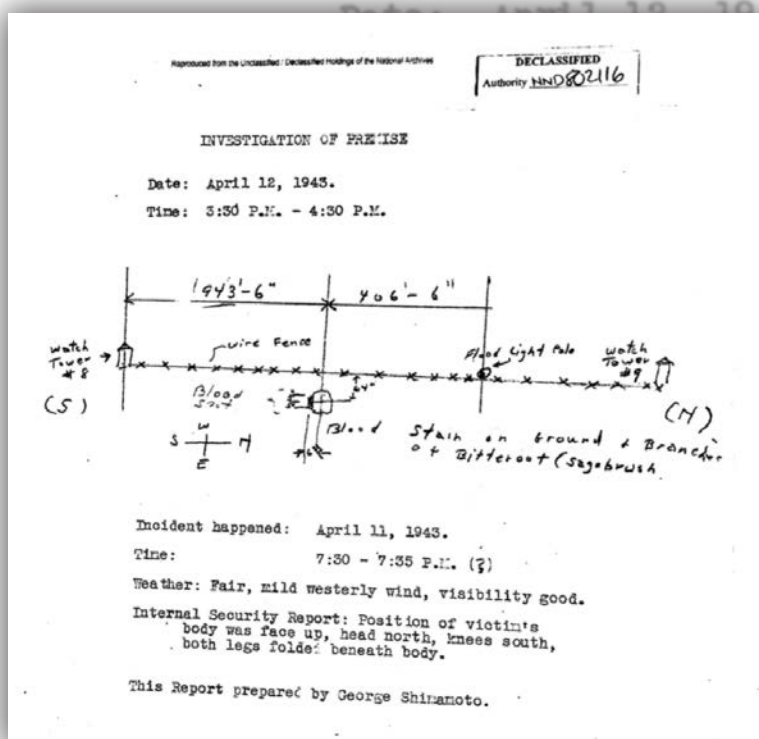 Reproduced from the Unclassified / Declassified Holdings of the National Archives
DECLASSIFIED
Authority NND802116
INVESTIGATION OF PREMISE
Date: April 12, 1943.
Time: 3:30 P.M. - 4:30 P.M.
1943'-6" 406'-6"
Watch Tower #8
wire Fence
Flood Light Pole
watch Tower #9
(S)
Blood
64"
(N)
W
S N
E
Blood Stain on Ground & Branches
of Bitteroot (Sagebrush
Incident happened: April 11, 1943.
Time: 7:30 - 7:35 P.M. (?)
Weather: Fair, mild westerly wind, visibility good.
Internal Security Report: Position of victim's
body was face up, head north, knees south,
both legs folded beneath body.
This Report prepared by George Shimamoto.